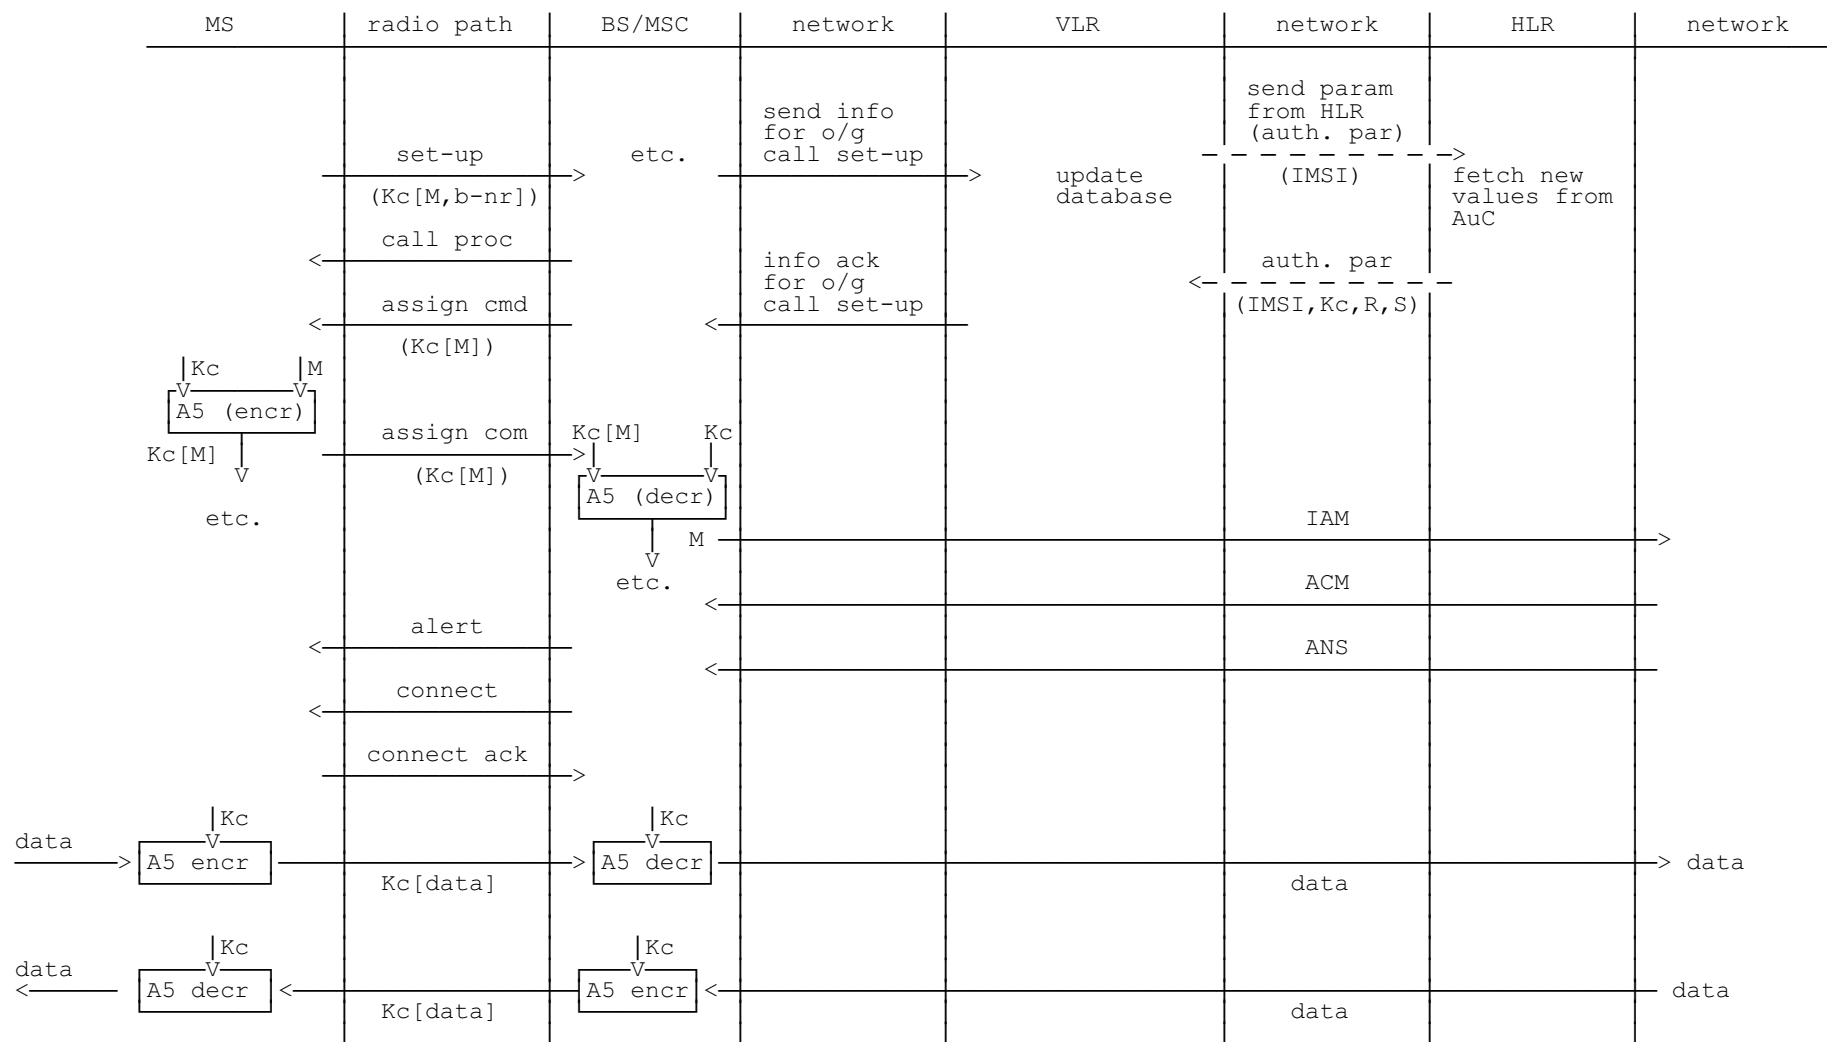 MS radio path BS/MSC network VLR network HLR network
send param
send info from HLR
for o/g (auth. par)
set-up etc. call set-up
(IMSI)
update fetch new
(Kc[M,b-nr]) database values from
AuC
call proc
info ack auth. par
for o/g
assign cmd call set-up (IMSI,Kc,R,S)
(Kc[M])
Kc M
A5 (encr)
assign com Kc[M] Kc
Kc[M]
(Kc[M])
A5 (decr)
etc. IAM
M
etc. ACM
alert
ANS
connect
connect ack
Kc Kc
data
A5 encr A5 decr data
Kc[data] data
Kc Kc
data
A5 decr A5 encr data
Kc[data] data